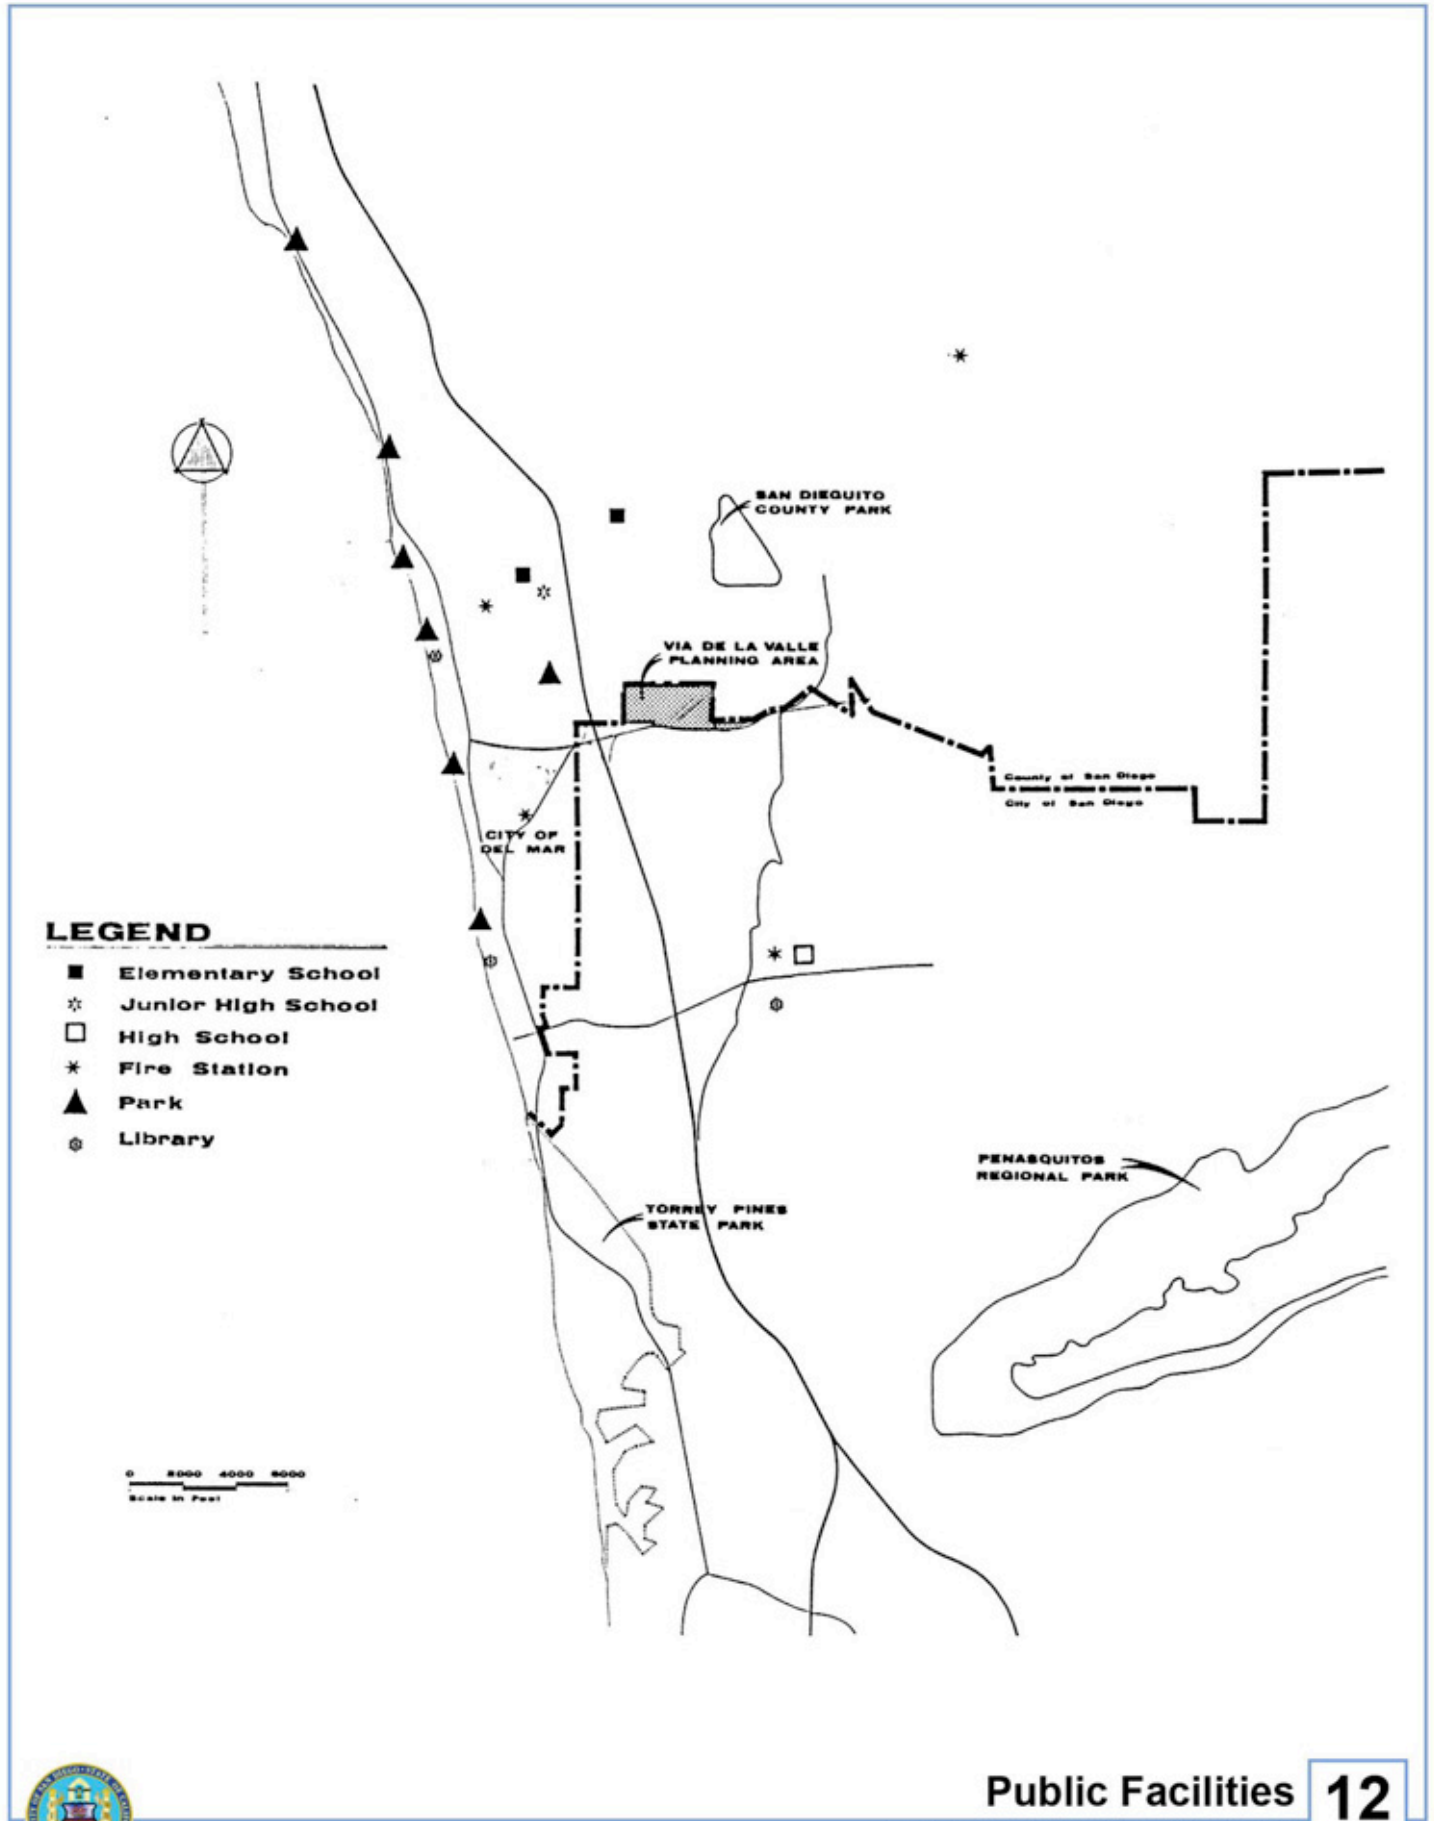 SAN DIEGUITO
COUNTY PARK
VIA DE LA VALLE
PLANNING AREA
County of San Diego
City of San Diego
CITY OF
DEL MAR
LEGEND
Elementary School
Junior High School
High School
Fire Station
Park
Library
PENASQUITOS
REGIONAL PARK
TORREY PINES
STATE PARK
0 2000 4000 6000
Scale in Feet
Public Facilities 12